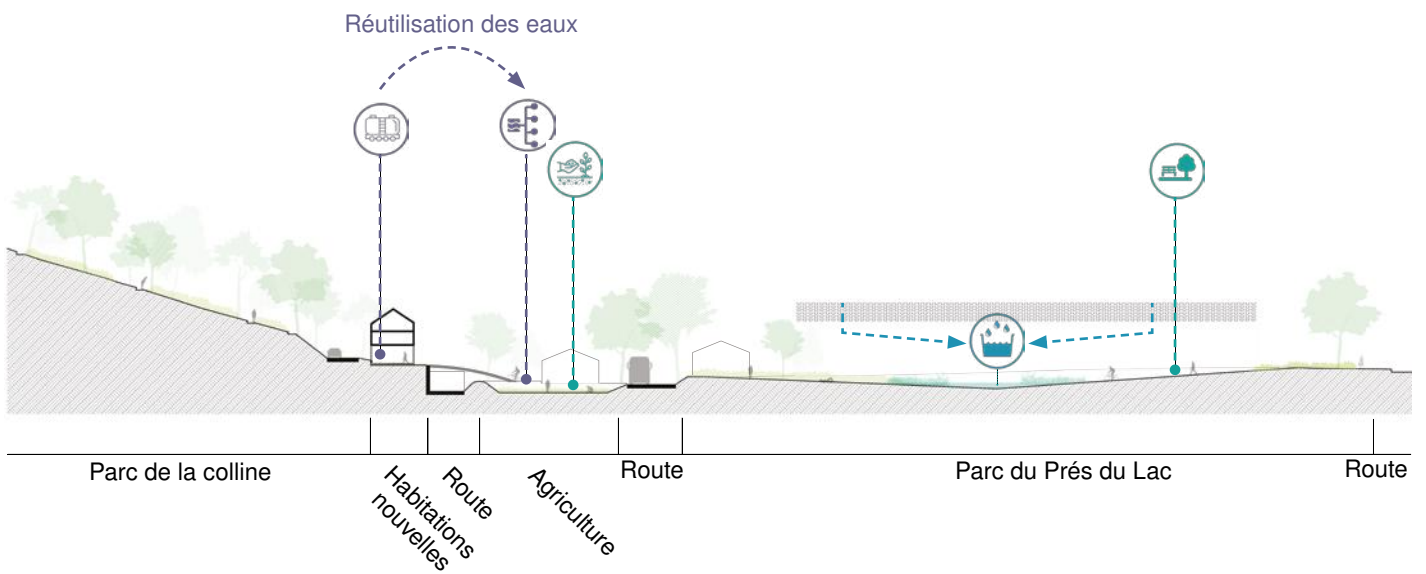 Réutilisation des eaux
Parc de la colline
Habitations
nouvelles
Route
Agriculture
Route
Parc du Prés du Lac
Route